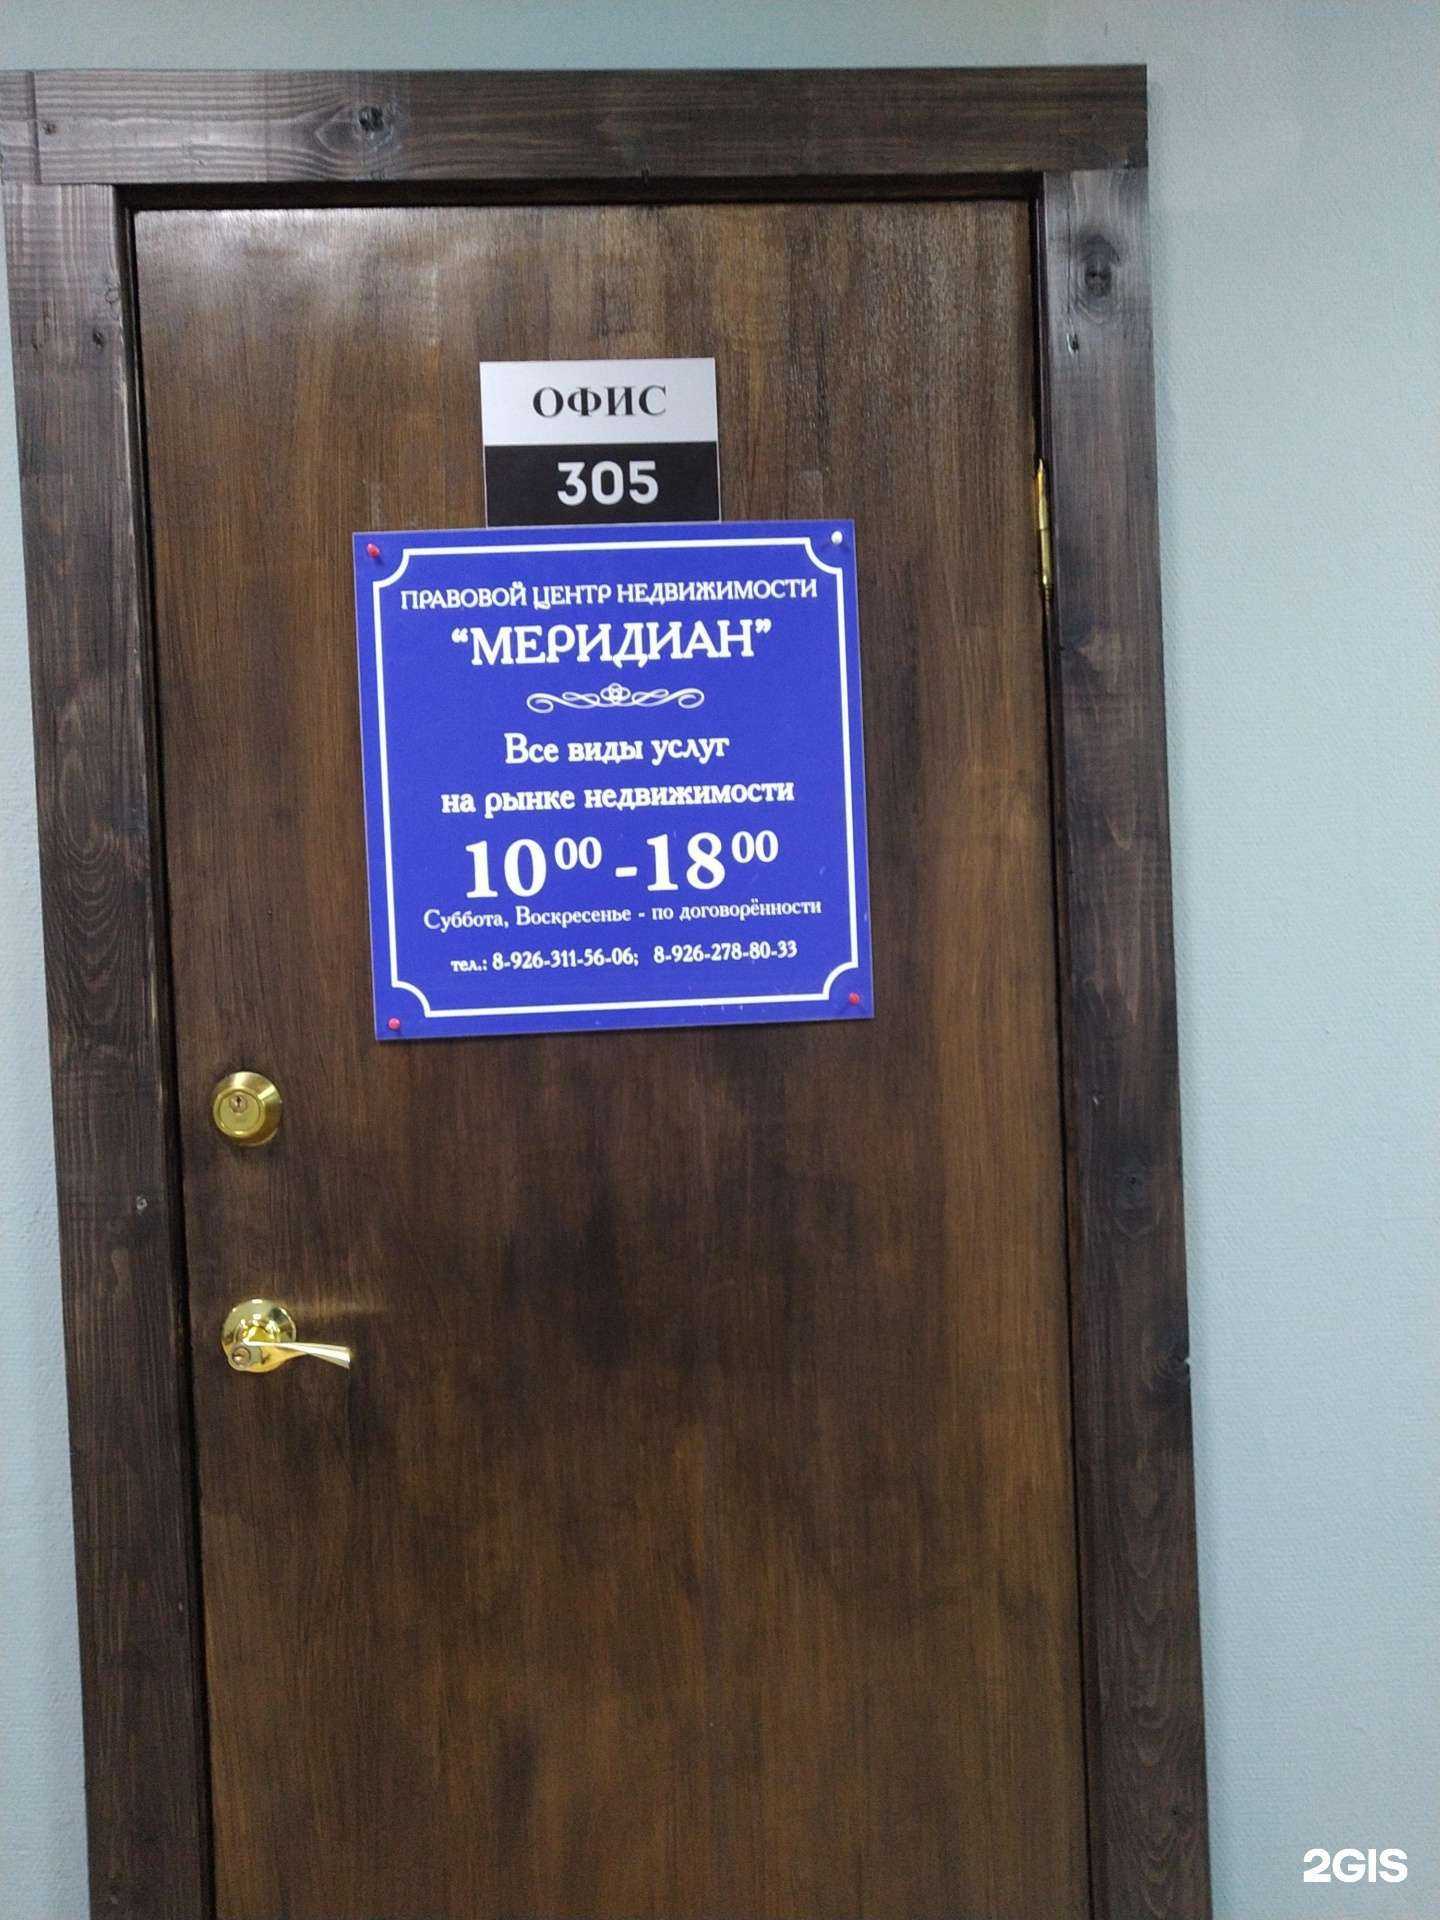 ОФИС
305
ПРАВОВОЙ ЦЕНТР НЕДВИЖИМОСТИ
“МЕРИДИАН”
Все виды услуг
на рынке недвижимости
10⁰⁰ - 18⁰⁰
Суббота, Воскресенье - по договорённости
тел.: 8-926-311-56-06; 8-926-278-80-33
2GIS